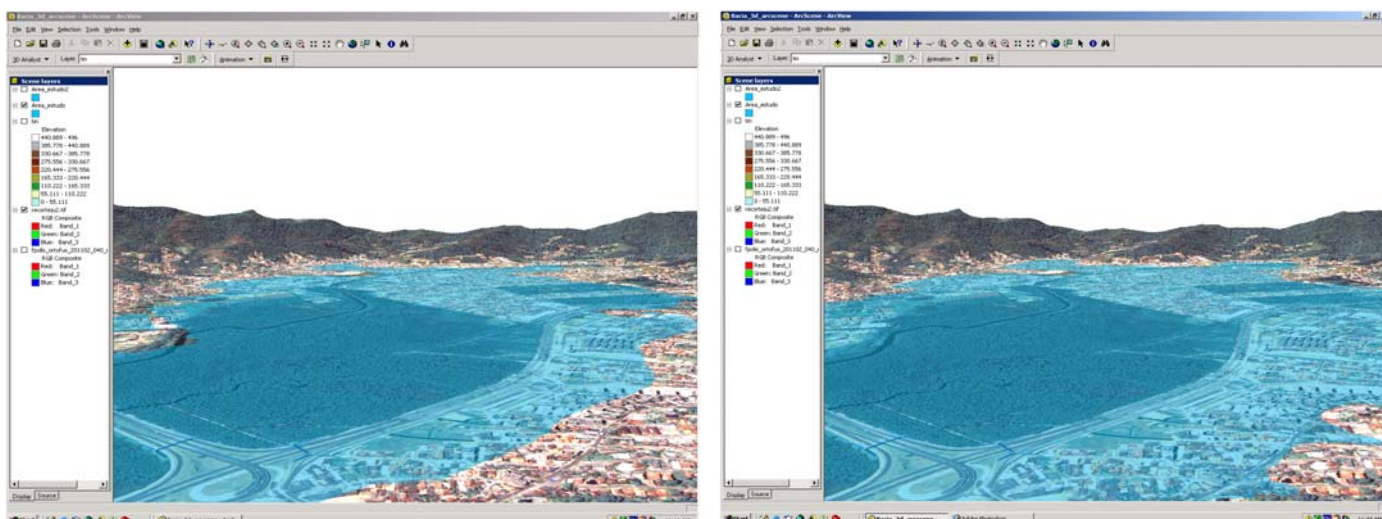 Bacia_3d_arcscene - ArcScene - ArcView
File Edit View Selection Tools Window Help
3D Analyst Layer: tin Animation
Scene layers
Area_estudo2
Area_estudo
tin
Elevation
440.889 - 496
385.778 - 440.889
330.667 - 385.778
275.556 - 330.667
220.444 - 275.556
165.333 - 220.444
110.222 - 165.333
55.111 - 110.222
0 - 55.111
recorteju2.tif
RGB Composite
Red: Band_1
Green: Band_2
Blue: Band_3
RGB Composite
Red: Band_1
Green: Band_2
Blue: Band_3
Display Source
Bacia_3d_arcscene - ArcScene - ArcView
File Edit View Selection Tools Window Help
3D Analyst Layer: tin Animation
Scene layers
Area_estudo2
Area_estudo
tin
Elevation
440.889 - 496
385.778 - 440.889
330.667 - 385.778
275.556 - 330.667
220.444 - 275.556
165.333 - 220.444
110.222 - 165.333
55.111 - 110.222
0 - 55.111
recorteju2.tif
RGB Composite
Red: Band_1
Green: Band_2
Blue: Band_3
RGB Composite
Red: Band_1
Green: Band_2
Blue: Band_3
Display Source